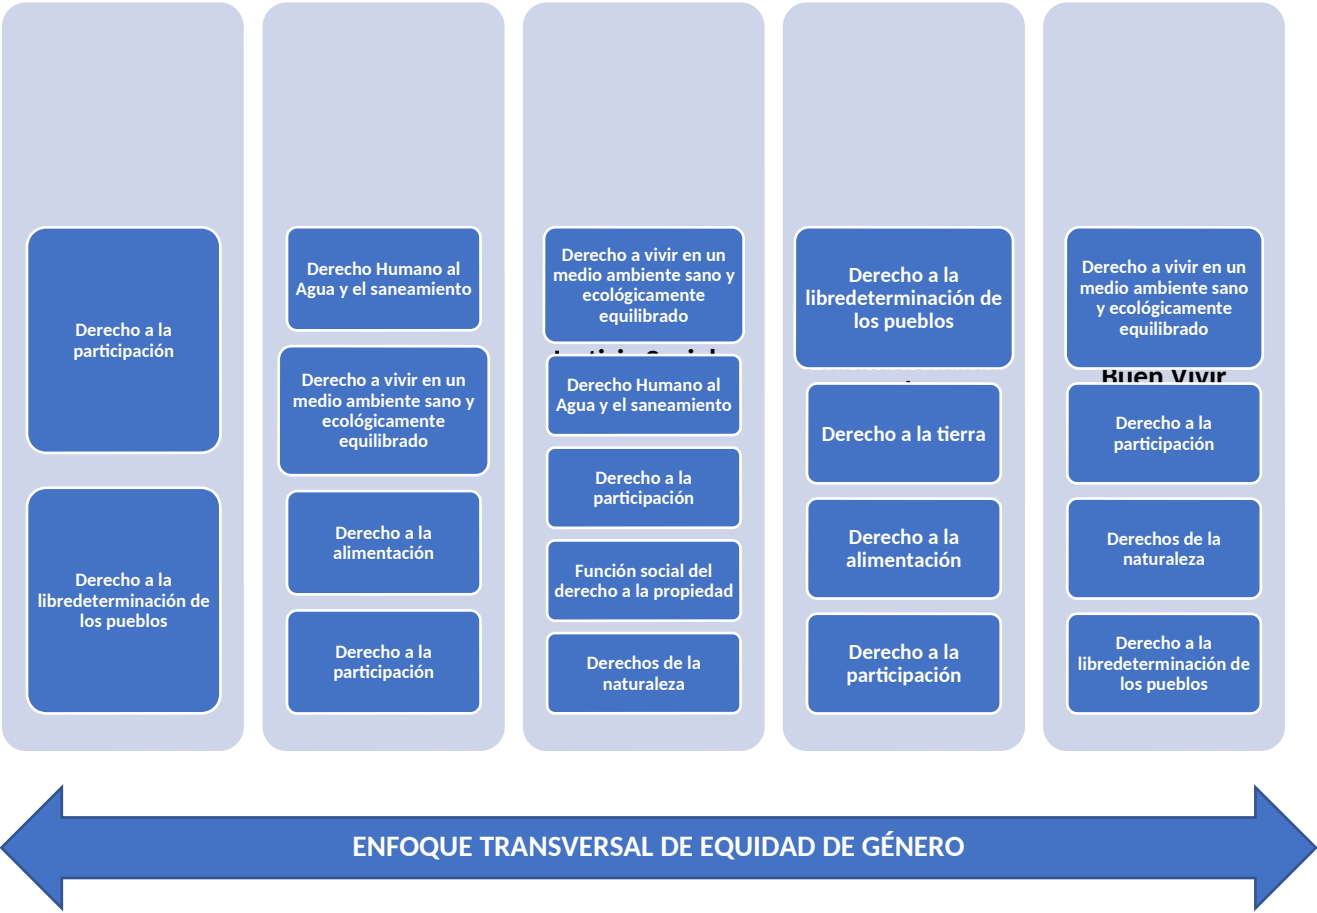 Derecho a la
participación
Derecho a la
libredeterminación de
los pueblos
Derecho Humano al
Agua y el saneamiento
Derecho a vivir en un
medio ambiente sano y
ecológicamente
equilibrado
Derecho a la
alimentación
Derecho a la
participación
Derecho a vivir en un
medio ambiente sano y
ecológicamente
equilibrado
Derecho Humano al
Agua y el saneamiento
Derecho a la
participación
Función social del
derecho a la propiedad
Derechos de la
naturaleza
Derecho a la
libredeterminación de
los pueblos
Derecho a la tierra
Derecho a la
alimentación
Derecho a la
participación
Derecho a vivir en un
medio ambiente sano
y ecológicamente
equilibrado
Buen Vivir
Derecho a la
participación
Derechos de la
naturaleza
Derecho a la
libredeterminación de
los pueblos
ENFOQUE TRANSVERSAL DE EQUIDAD DE GÉNERO